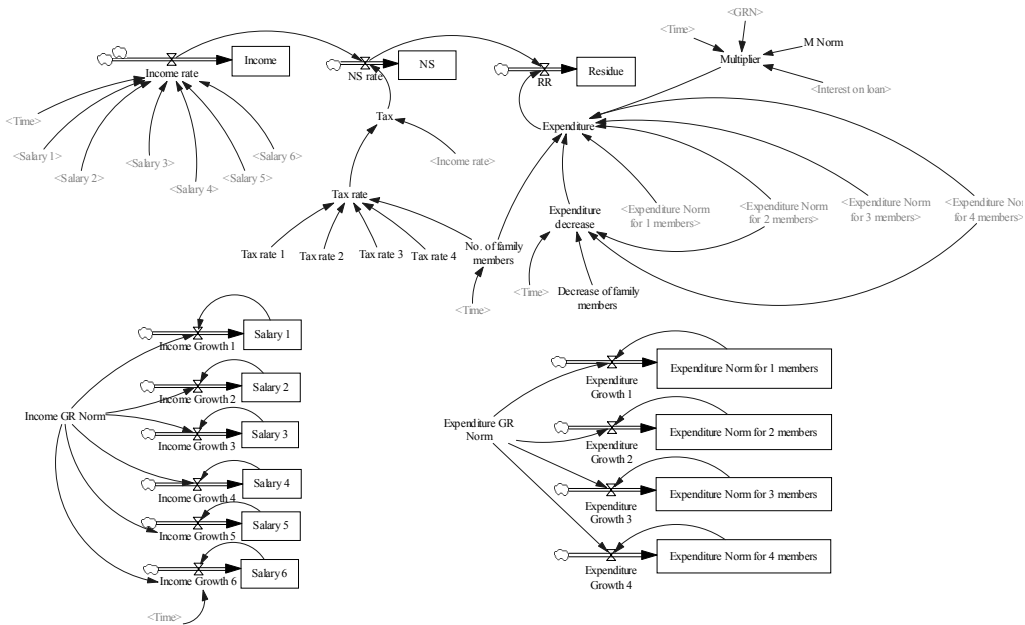 <GRN>
<Time>
M Norm
Income
NS
Residue
Multiplier
Income rate
NS rate
RR
<Interest on loan>
<Time>
Tax
Expenditure
<Salary 1>
<Salary 2>
<Salary 3>
<Salary 4>
<Salary 5>
<Salary 6>
<Income rate>
Tax rate
Expenditure
decrease
<Expenditure Norm
for 1 members>
<Expenditure Norm
for 2 members>
<Expenditure Norm
for 3 members>
<Expenditure No
for 4 members>
Tax rate 1
Tax rate 2
Tax rate 3
Tax rate 4
No. of family
members
<Time>
<Time>
Decrease of family
members
Salary 1
Income Growth 1
Salary 2
Income Growth 2
Income GR Norm
Salary 3
Income Growth 3
Salary 4
Income Growth 4
Salary 5
Income Growth 5
Salary 6
Income Growth 6
<Time>
Expenditure Norm for 1 members
Expenditure
Growth 1
Expenditure GR
Norm
Expenditure Norm for 2 members
Expenditure
Growth 2
Expenditure Norm for 3 members
Expenditure
Growth 3
Expenditure Norm for 4 members
Expenditure
Growth 4